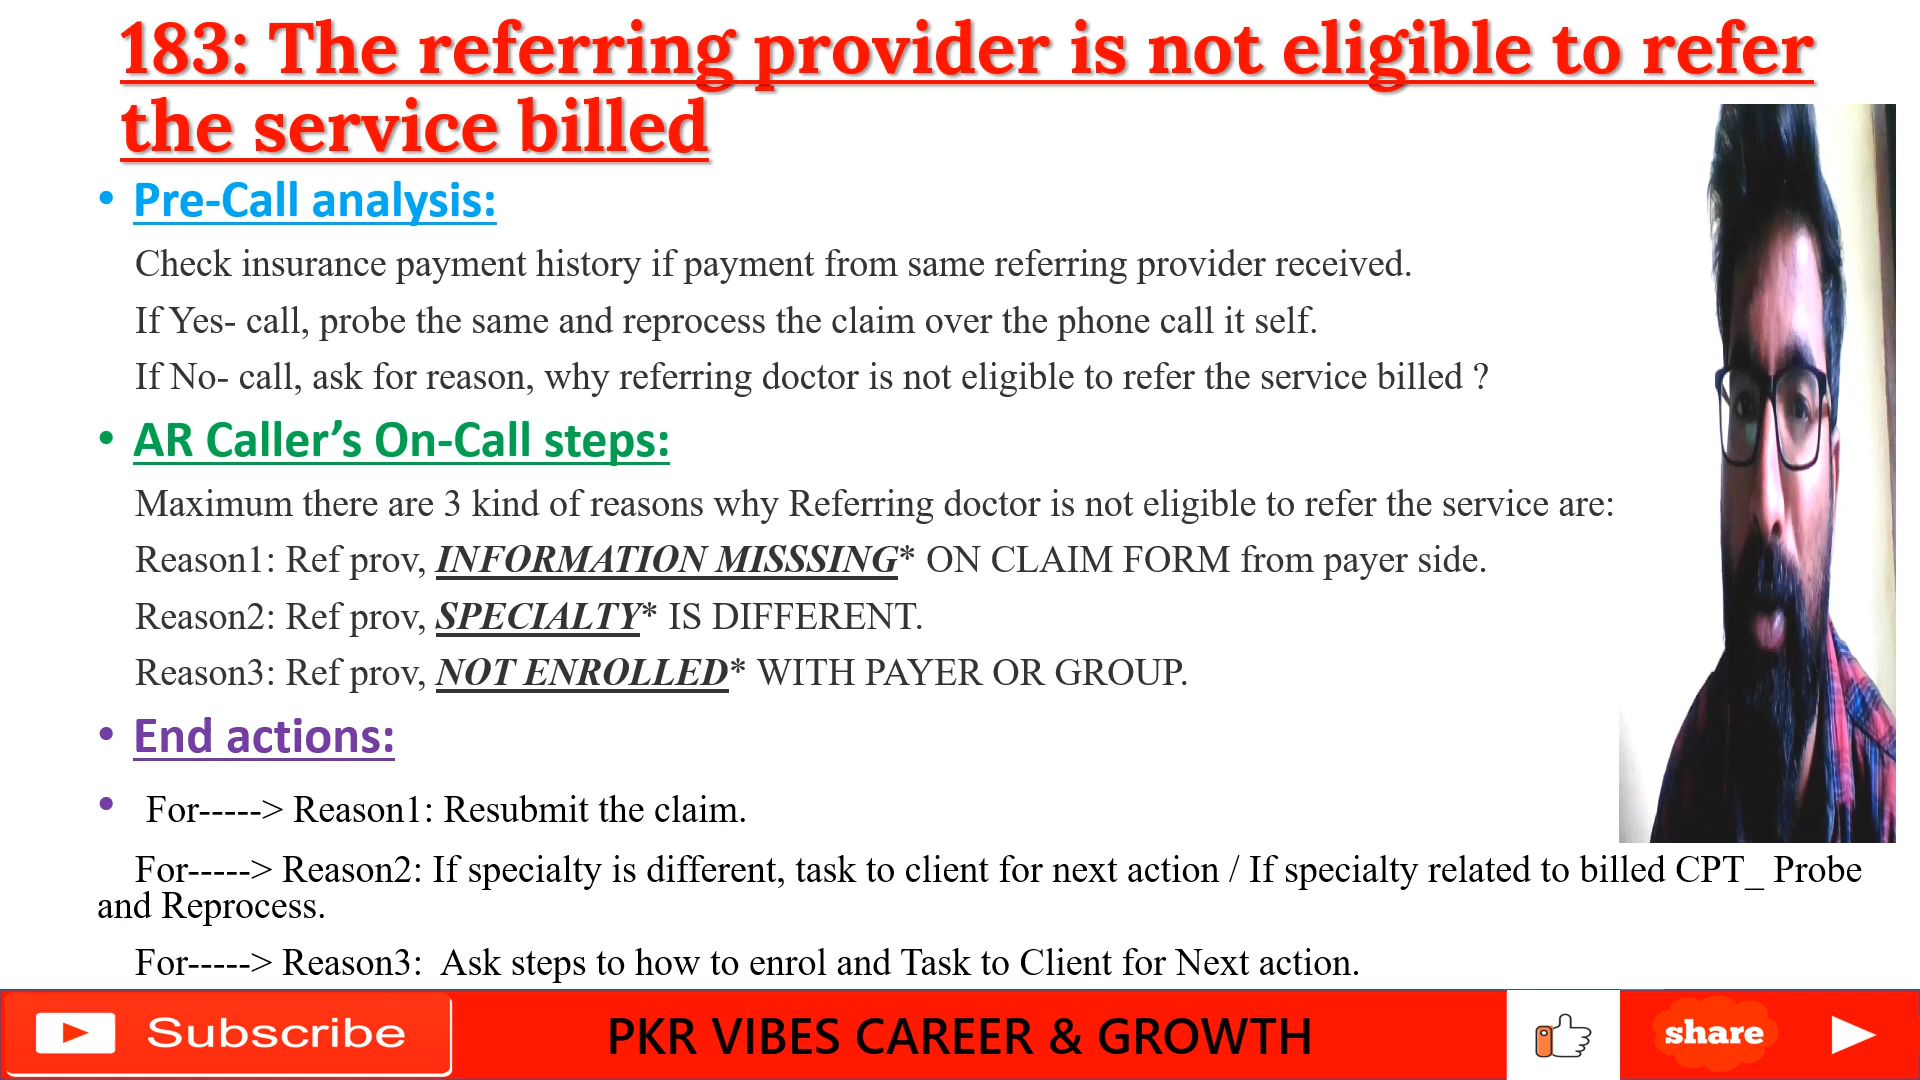 183: The referring provider is not eligible to refer
the service billed
• Pre-Call analysis:
Check insurance payment history if payment from same referring provider received.
If Yes- call, probe the same and reprocess the claim over the phone call it self.
If No- call, ask for reason, why referring doctor is not eligible to refer the service billed ?
• AR Caller’s On-Call steps:
Maximum there are 3 kind of reasons why Referring doctor is not eligible to refer the service are:
Reason1: Ref prov, INFORMATION MISSSING* ON CLAIM FORM from payer side.
Reason2: Ref prov, SPECIALTY* IS DIFFERENT.
Reason3: Ref prov, NOT ENROLLED* WITH PAYER OR GROUP.
• End actions:
• For-----> Reason1: Resubmit the claim.
For-----> Reason2: If specialty is different, task to client for next action / If specialty related to billed CPT_ Probe
and Reprocess.
For-----> Reason3:  Ask steps to how to enrol and Task to Client for Next action.
Subscribe
PKR VIBES CAREER & GROWTH
share